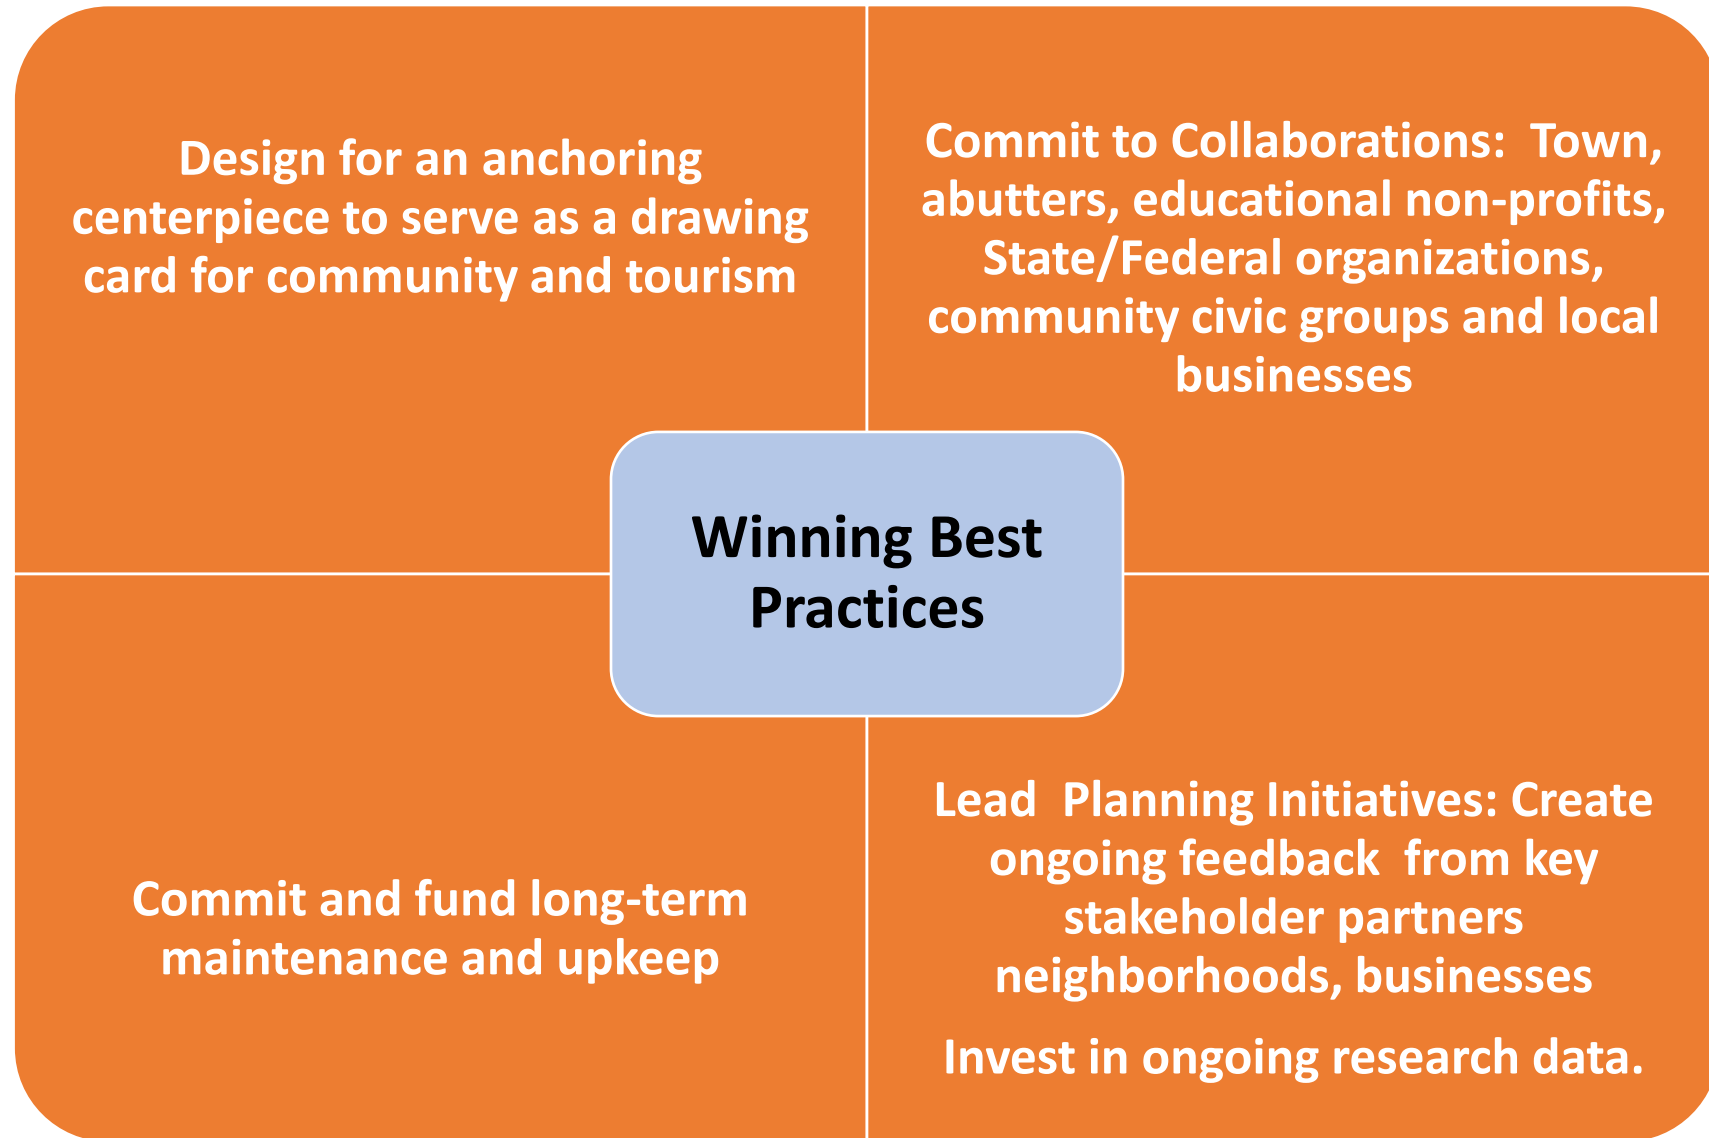 Design for an anchoring
centerpiece to serve as a drawing
card for community and tourism
Commit to Collaborations:  Town,
abutters, educational non-profits,
State/Federal organizations,
community civic groups and local
businesses
Winning Best
Practices
Commit and fund long-term
maintenance and upkeep
Lead  Planning Initiatives: Create
ongoing feedback  from key
stakeholder partners
neighborhoods, businesses
Invest in ongoing research data.